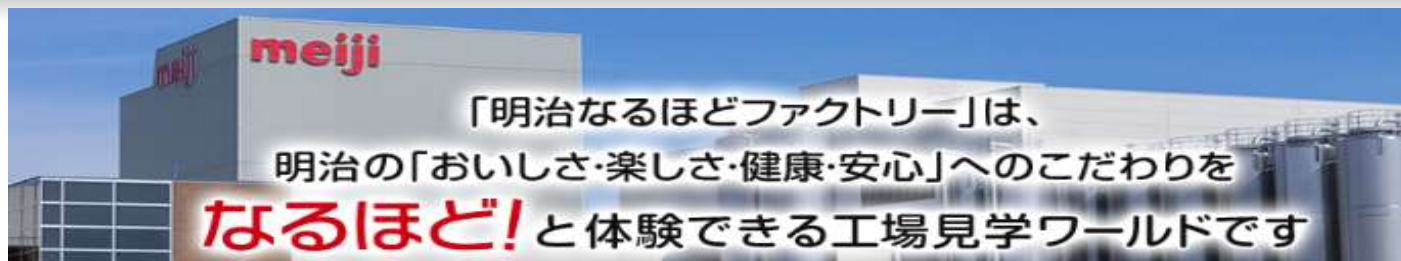 meiji
meiji
「明治なるほどファクトリー」は、
明治の「おいしさ・楽しさ・健康・安心」へのこだわりを
なるほど!と体験できる工場見学ワールドです